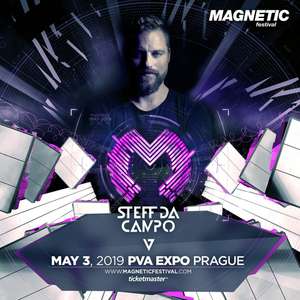 MAGNETIC
festival
STEFF DA
CAMPO
MAY 3, 2019 PVA EXPO PRAGUE
WWW.MAGNETICFESTIVAL.COM
ticketmaster